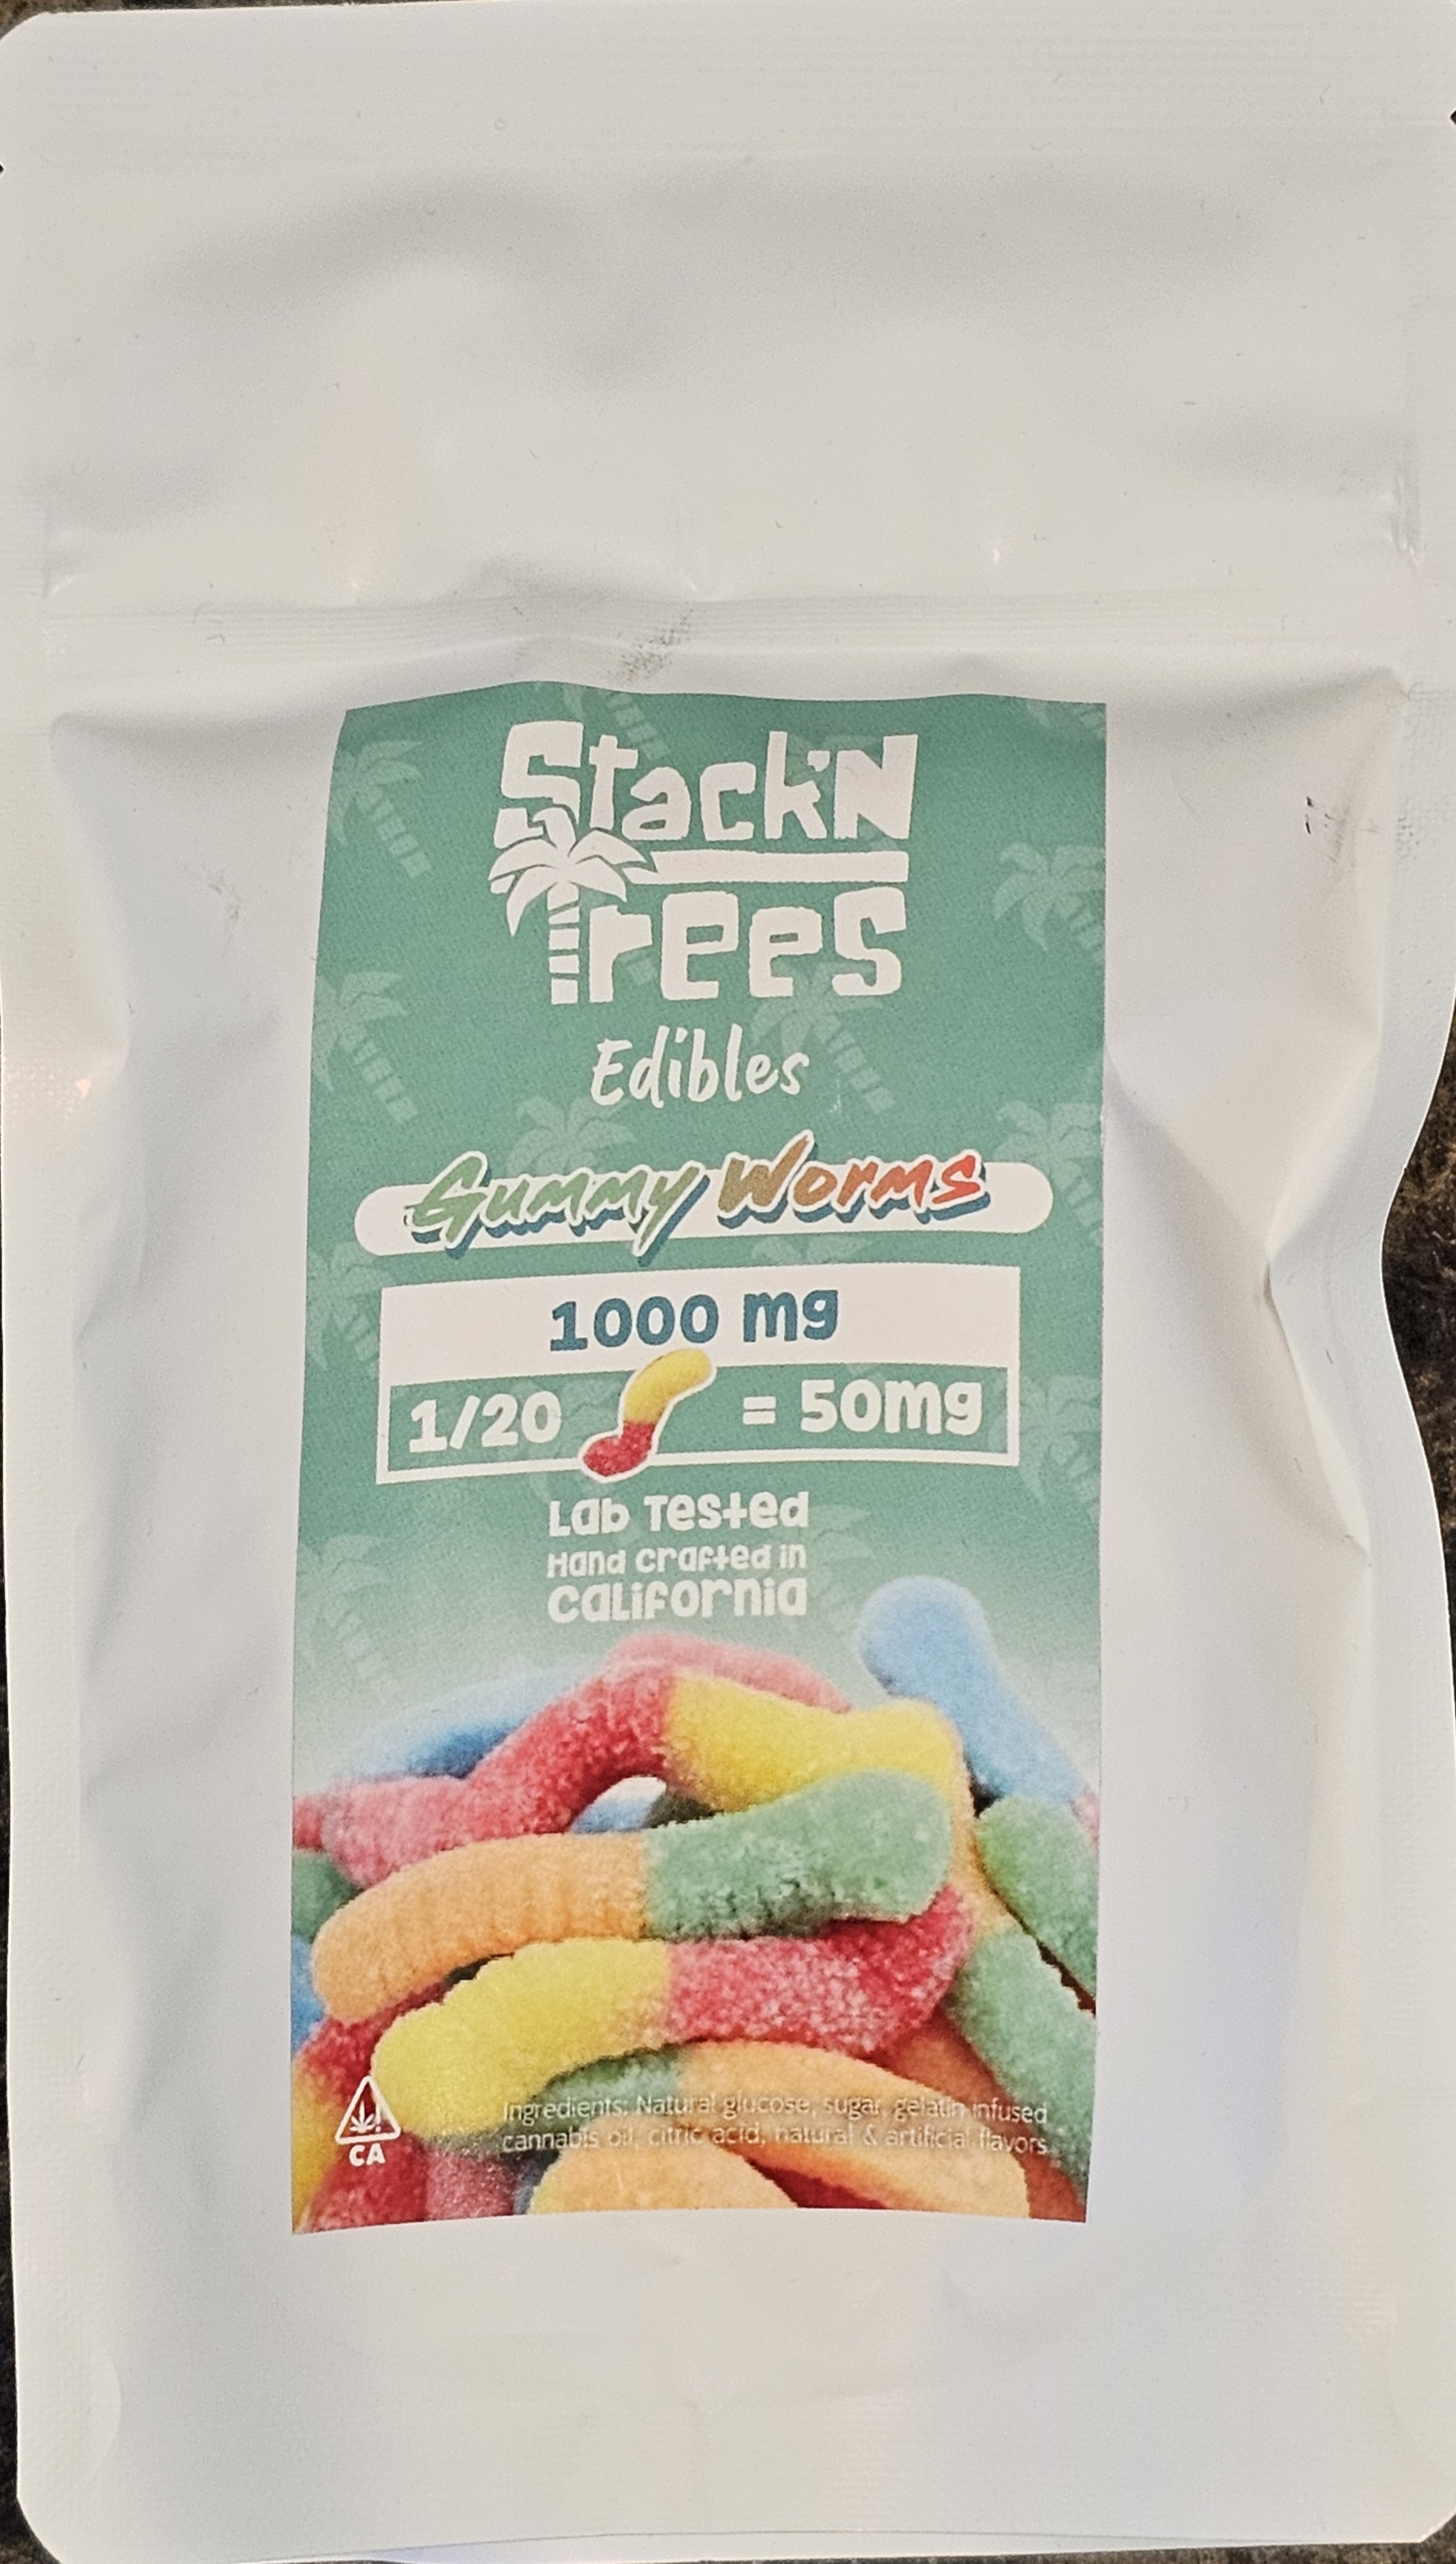 Stack'N
Trees
Edibles
Gummy Worms
1000 mg
1/20 = 50mg
Lab Tested
Hand Crafted in
California
Ingredients: Natural glucose, sugar, gelatin infused
cannabis oil, citric acid, natural & artificial flavors
CA